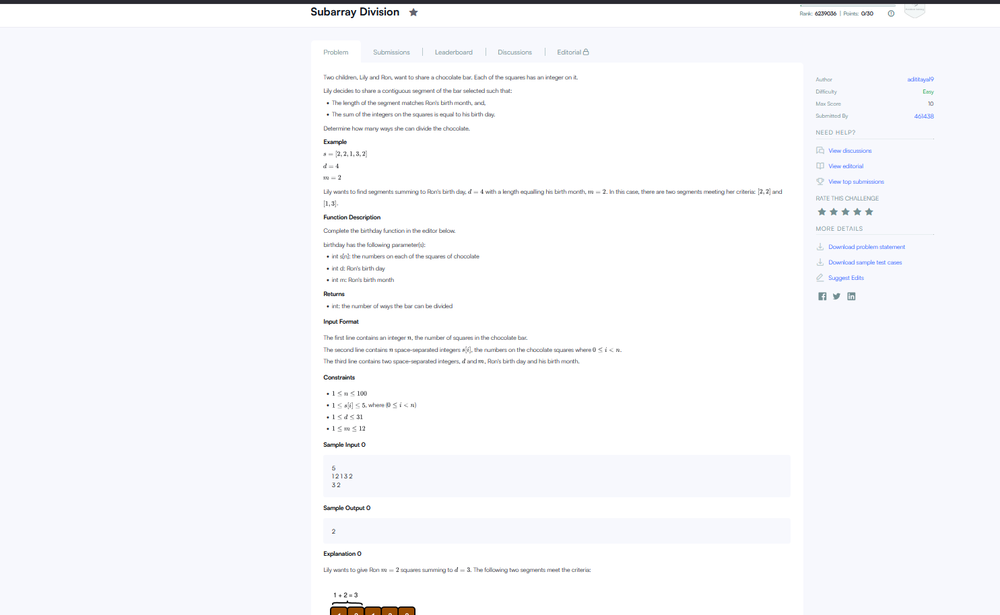 Subarray Division
Rank: 6239036 | Points: 0/30
Problem
Submissions
Leaderboard
Discussions
Editorial
Two children, Lily and Ron, want to share a chocolate bar. Each of the squares has an integer on it.
Lily decides to share a contiguous segment of the bar selected such that:
• The length of the segment matches Ron's birth month, and,
• The sum of the integers on the squares is equal to his birth day.
Determine how many ways she can divide the chocolate.
Example
s = [2, 2, 1, 3, 2]
d = 4
m = 2
Lily wants to find segments summing to Ron's birth day, d = 4 with a length equalling his birth month, m = 2. In this case, there are two segments meeting her criteria: [2, 2] and
[1, 3].
Function Description
Complete the birthday function in the editor below.
birthday has the following parameter(s):
• int s[n]: the numbers on each of the squares of chocolate
• int d: Ron's birth day
• int m: Ron's birth month
Returns
• int: the number of ways the bar can be divided
Input Format
The first line contains an integer n, the number of squares in the chocolate bar.
The second line contains n space-separated integers s[i], the numbers on the chocolate squares where 0 ≤ i < n.
The third line contains two space-separated integers, d and m, Ron's birth day and his birth month.
Constraints
• 1 ≤ n ≤ 100
• 1 ≤ s[i] ≤ 5, where (0 ≤ i < n)
• 1 ≤ d ≤ 31
• 1 ≤ m ≤ 12
Sample Input 0
5
1 2 1 3 2
3 2
Sample Output 0
2
Explanation 0
Lily wants to give Ron m = 2 squares summing to d = 3. The following two segments meet the criteria:
1 + 2 = 3
Author adititayal9
Difficulty Easy
Max Score 10
Submitted By 461438
NEED HELP?
View discussions
View editorial
View top submissions
RATE THIS CHALLENGE
MORE DETAILS
Download problem statement
Download sample test cases
Suggest Edits